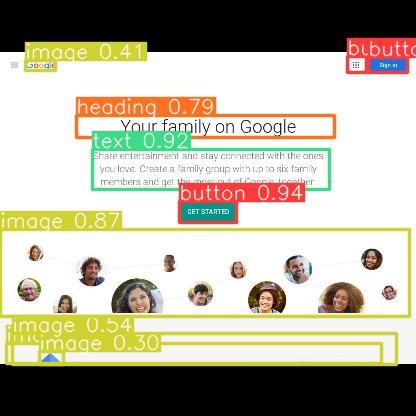 image 0.41
button
Google
Sign in
heading 0.79
Your family on Google
text 0.92
Share entertainment and stay connected with the ones
you love. Create a family group with up to six family
members and get the most out of Google, together.
button 0.94
GET STARTED
image 0.87
image 0.54
image 0.30